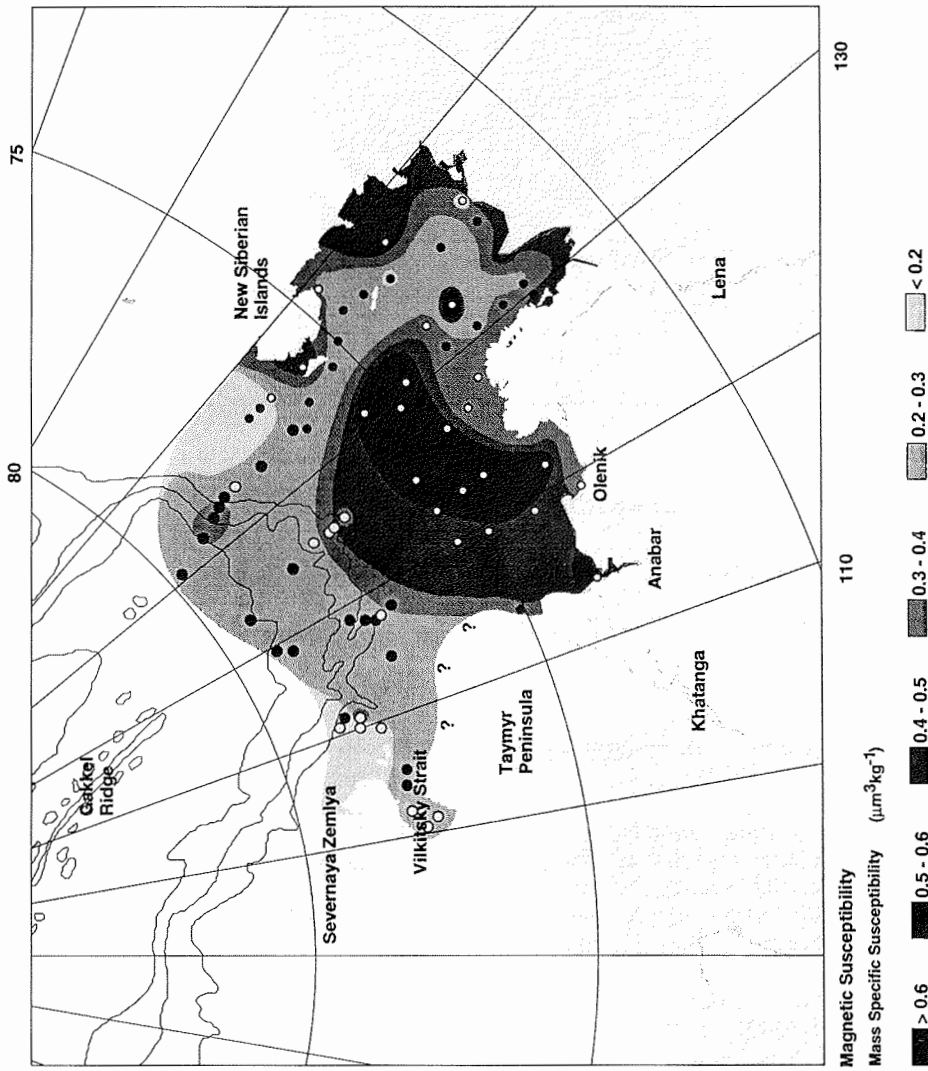 75
80
130
110
New Siberian
Islands
Gakkel
Ridge
Severnaya Zemlya
Vilkitsky Strait
Taymyr
Peninsula
Lena
Olenik
Anabar
Khatanga
?
?
?
Magnetic Susceptibility
Mass Specific Susceptibility (µm³kg⁻¹)
> 0.6
0.5 - 0.6
0.4 - 0.5
0.3 - 0.4
0.2 - 0.3
< 0.2